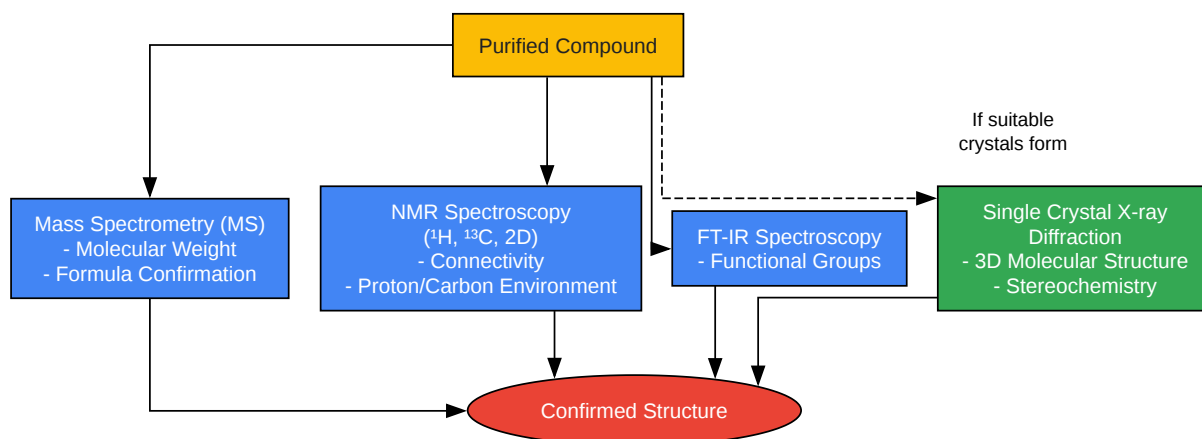 Purified Compound
If suitable
crystals form
Mass Spectrometry (MS)
- Molecular Weight
- Formula Confirmation
NMR Spectroscopy
(¹H, ¹³C, 2D)
- Connectivity
- Proton/Carbon Environment
FT-IR Spectroscopy
- Functional Groups
Single Crystal X-ray
Diffraction
- 3D Molecular Structure
- Stereochemistry
Confirmed Structure